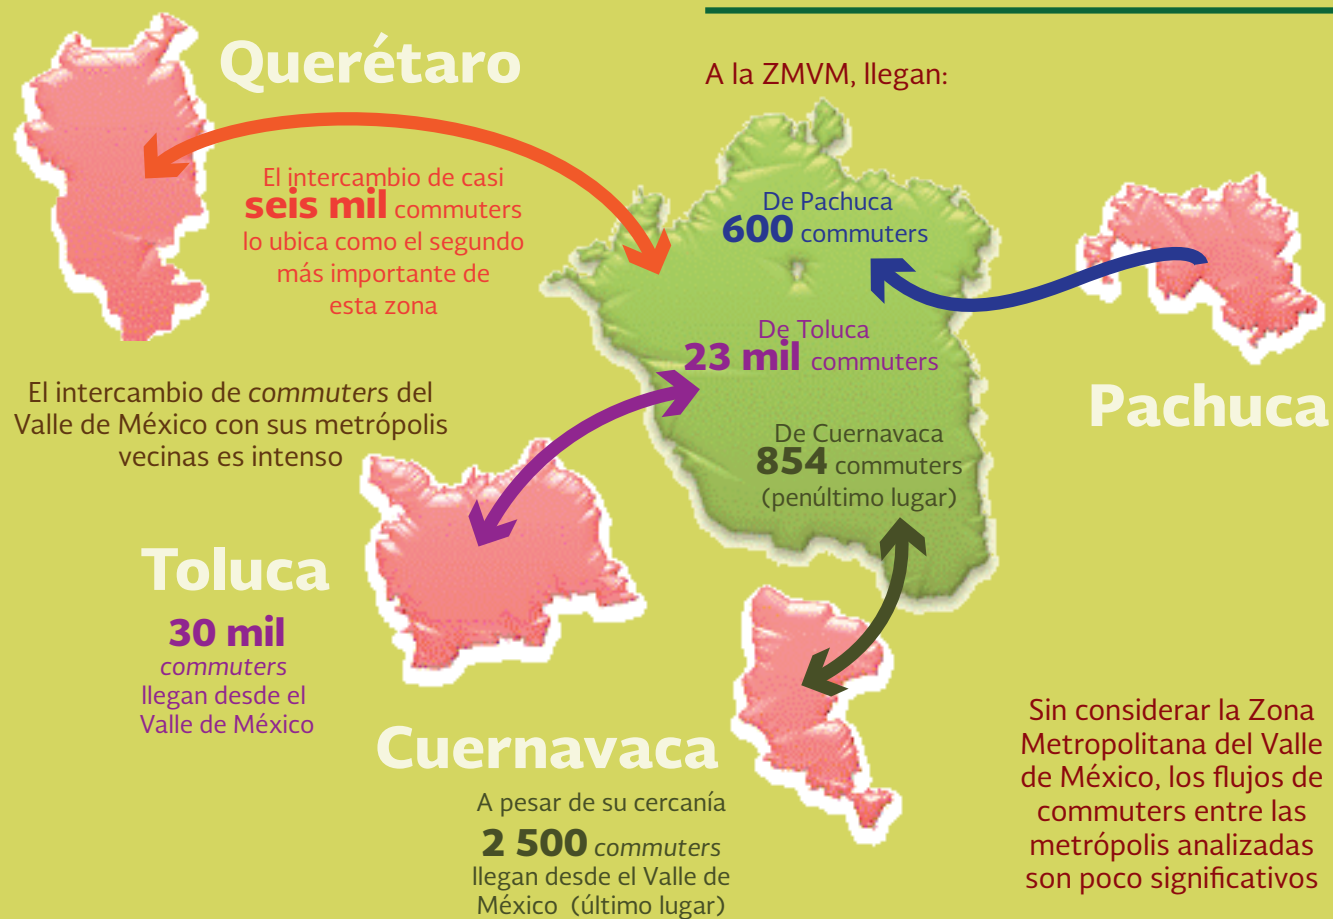 Querétaro
El intercambio de casi
seis mil commuters
lo ubica como el segundo
más importante de
esta zona
A la ZMVM, llegan:
De Pachuca
600 commuters
De Toluca
23 mil commuters
De Cuernavaca
854 commuters
(penúltimo lugar)
Pachuca
El intercambio de commuters del
Valle de México con sus metrópolis
vecinas es intenso
Toluca
30 mil
commuters
llegan desde el
Valle de México
Cuernavaca
A pesar de su cercanía
2 500 commuters
llegan desde el Valle de
México (último lugar)
Sin considerar la Zona
Metropolitana del Valle
de México, los flujos de
commuters entre las
metrópolis analizadas
son poco significativos